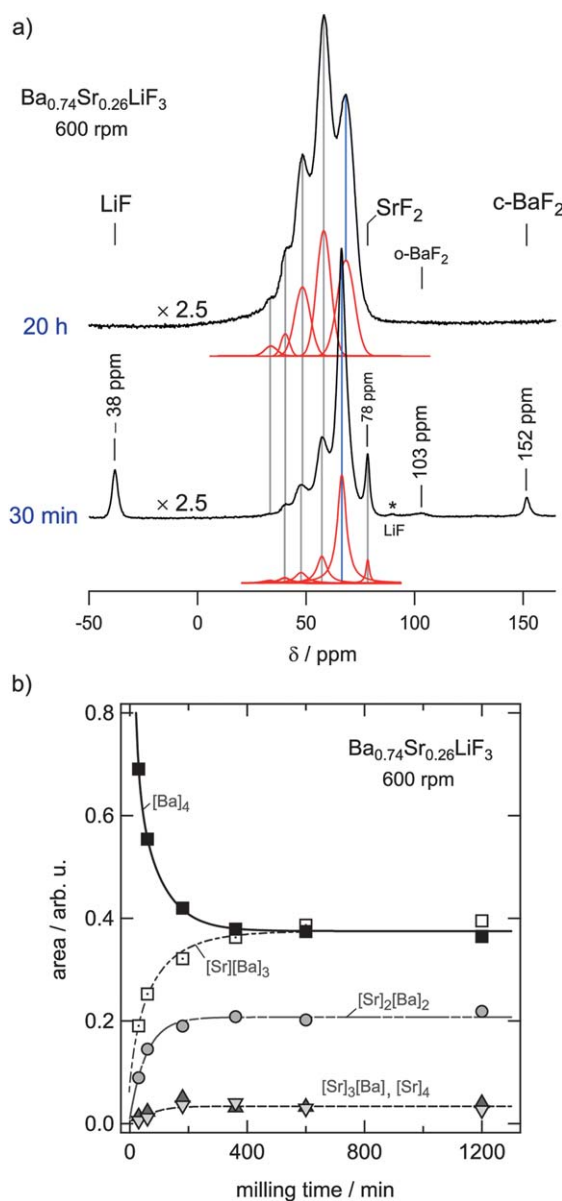 a)
Ba0.74Sr0.26LiF3
600 rpm
LiF
SrF2
c-BaF2
o-BaF2
× 2.5
20 h
– 38 ppm
78 ppm
103 ppm
152 ppm
× 2.5
*
LiF
30 min
-50 0 50 100 150
δ / ppm
b)
0.8
Ba0.74Sr0.26LiF3
600 rpm
[Ba]4
0.6
area / arb. u.
0.4
[Sr][Ba]3
[Sr]2[Ba]2
0.2
[Sr]3[Ba] , [Sr]4
0.0
0 400 800 1200
milling time / min